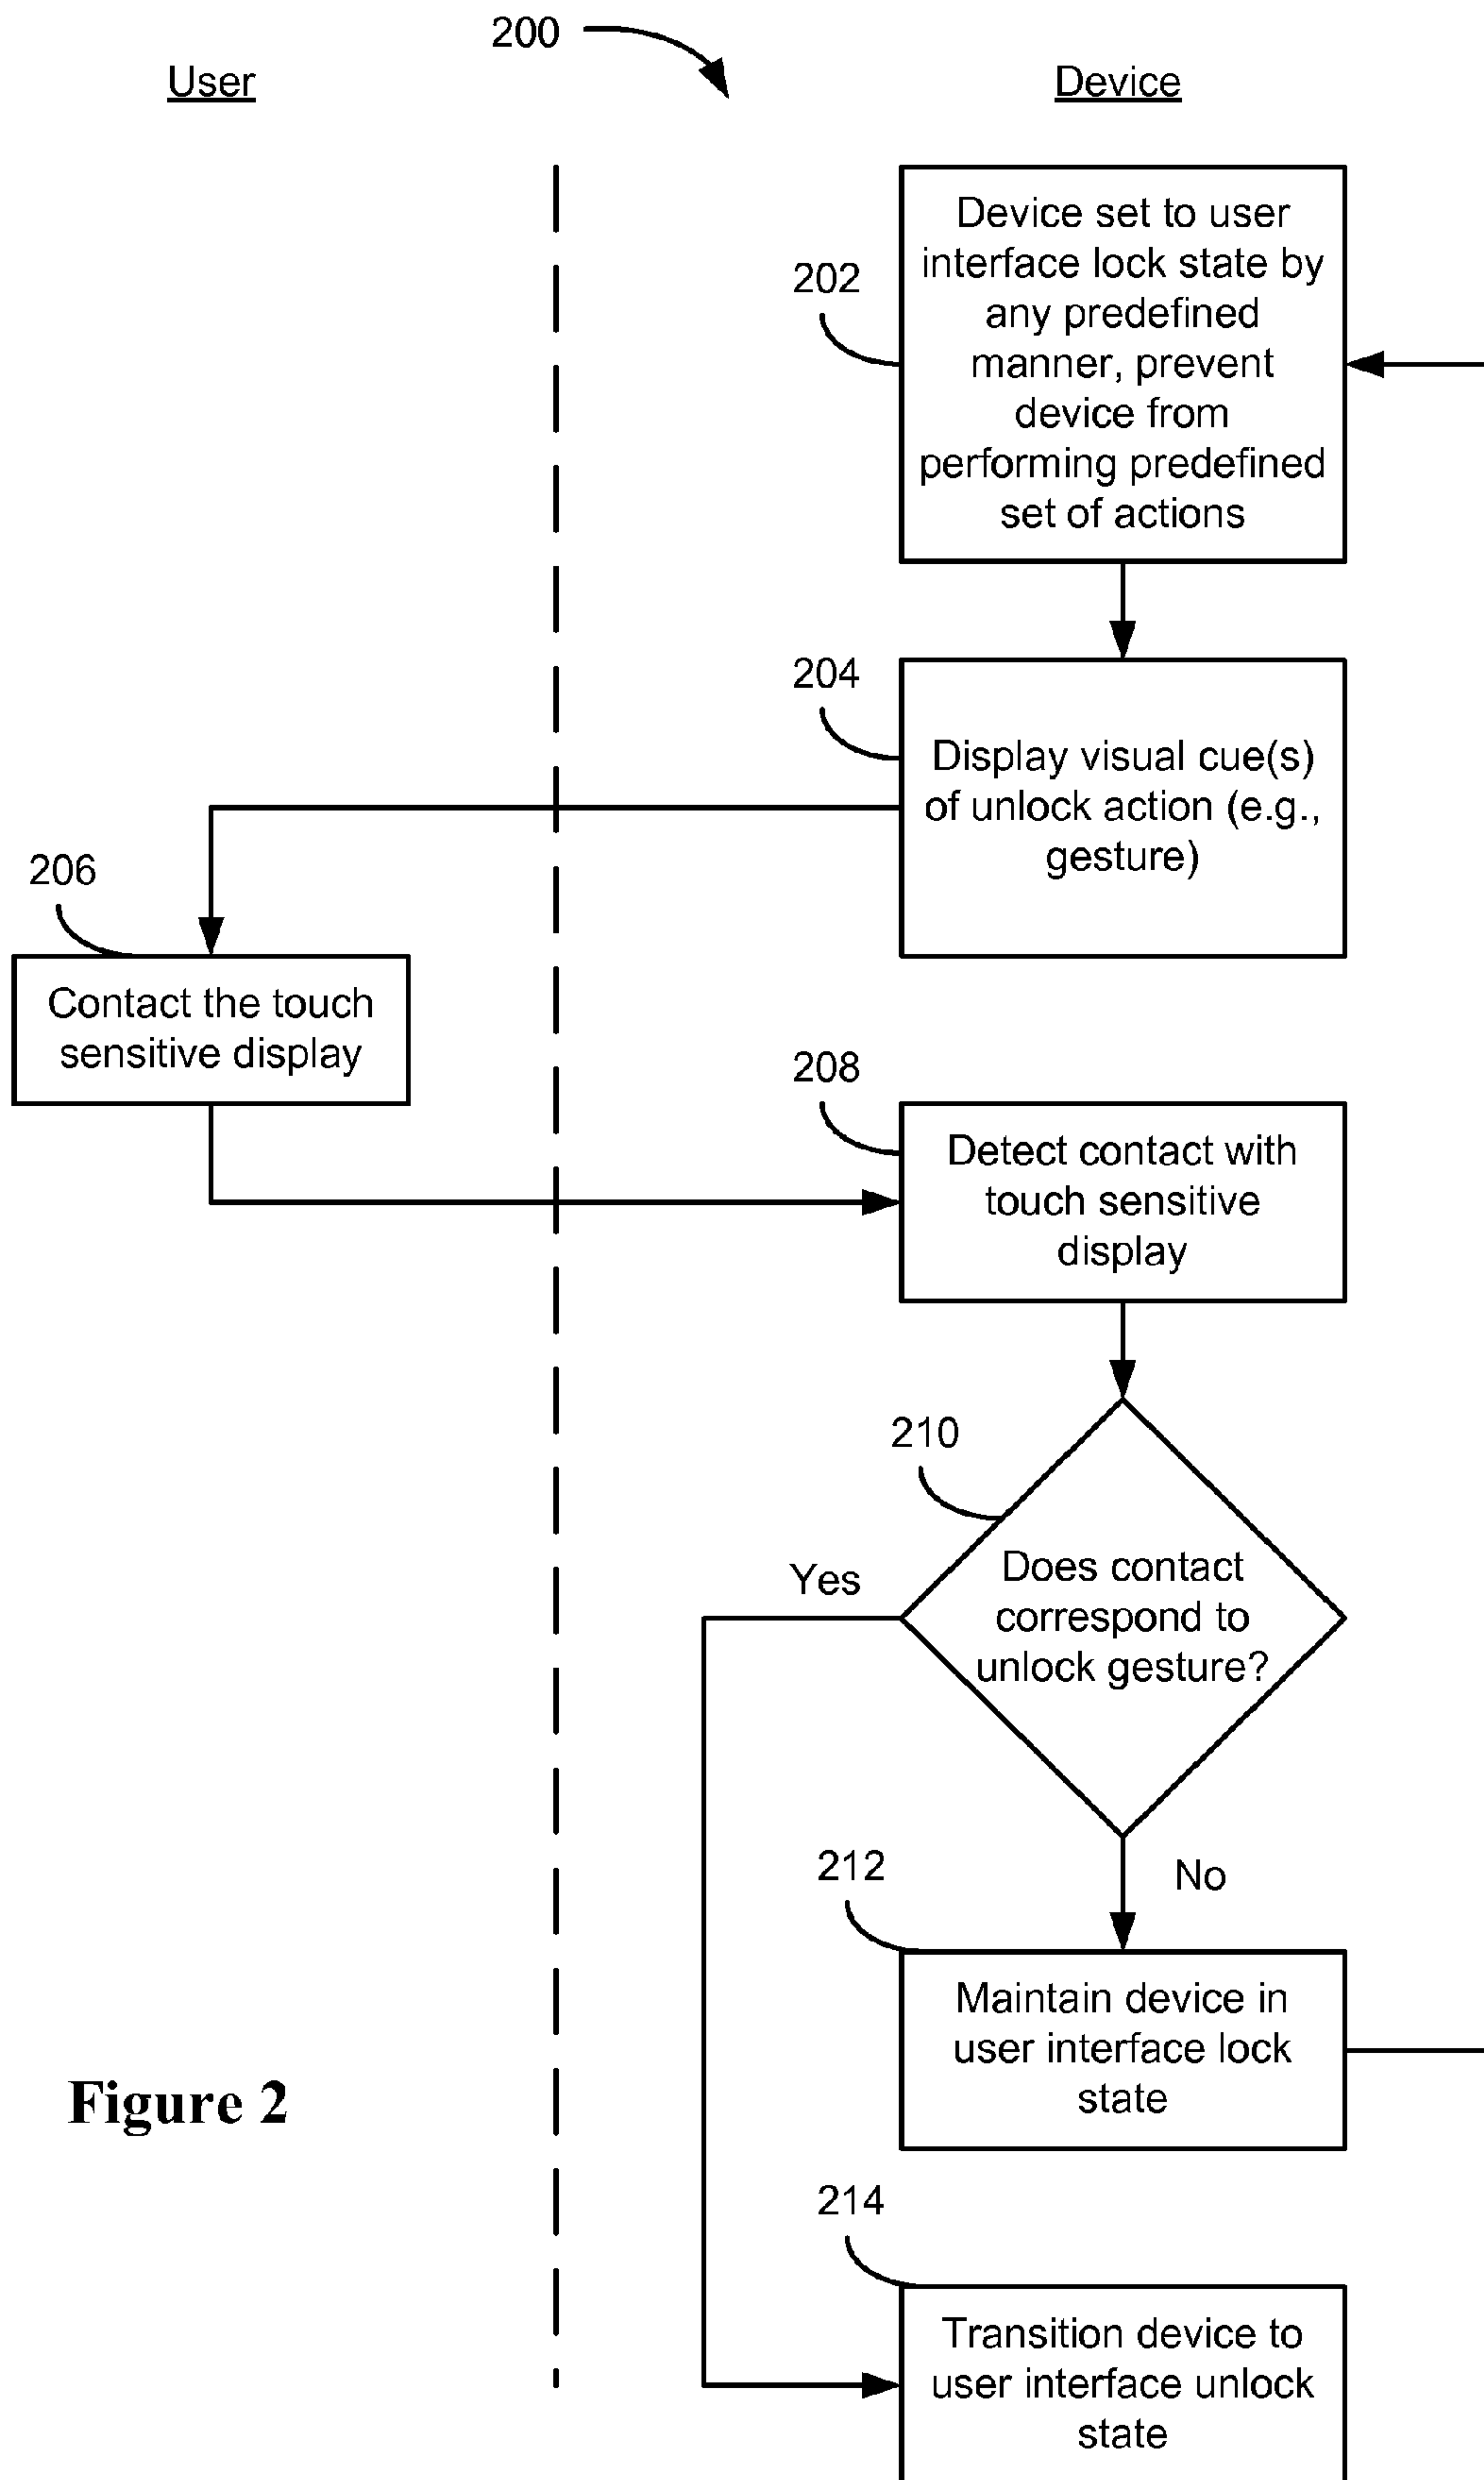 200
User
Device
202
Device set to user
interface lock state by
any predefined
manner, prevent
device from
performing predefined
set of actions
204
Display visual cue(s)
of unlock action (e.g.,
gesture)
206
Contact the touch
sensitive display
208
Detect contact with
touch sensitive
display
210
Does contact
correspond to
unlock gesture?
Yes
No
212
Maintain device in
user interface lock
state
Figure 2
214
Transition device to
user interface unlock
state